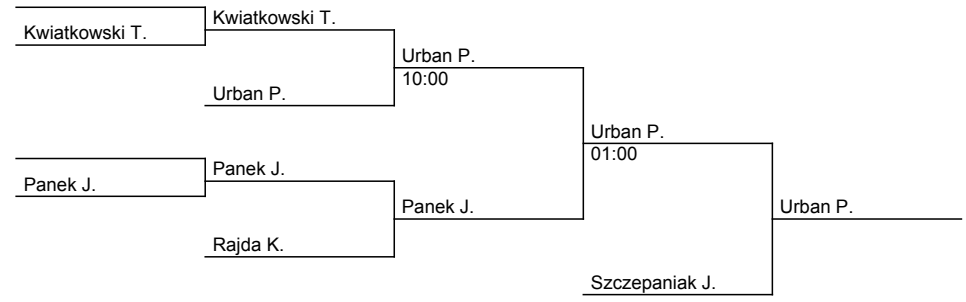 Kwiatkowski T.
Kwiatkowski T.
Urban P.
10:00
Urban P.
Urban P.
01:00
Panek J.
Panek J.
Panek J.
Urban P.
Rajda K.
Szczepaniak J.